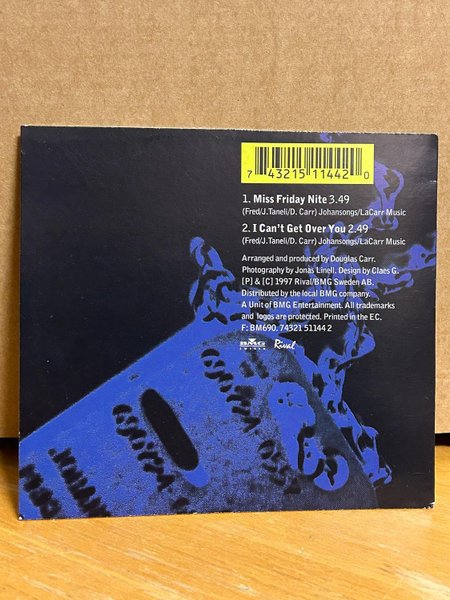 7 43215 11442 0
1. Miss Friday Nite 3.49
(Fred/J.Taneli/D. Carr) Johansongs/LaCarr Music
2. I Can't Get Over You 2.49
(Fred/J.Taneli/D. Carr) Johansongs/LaCarr Music
Arranged and produced by Douglas Carr.
Photography by Jonas Linell. Design by Claes G.
[P] & [C] 1997 Rival/BMG Sweden AB.
Distributed by the local BMG company.
A Unit of BMG Entertainment. All trademarks
and logos are protected. Printed in the EC.
F: BM690. 74321 51144 2
BMG Rival